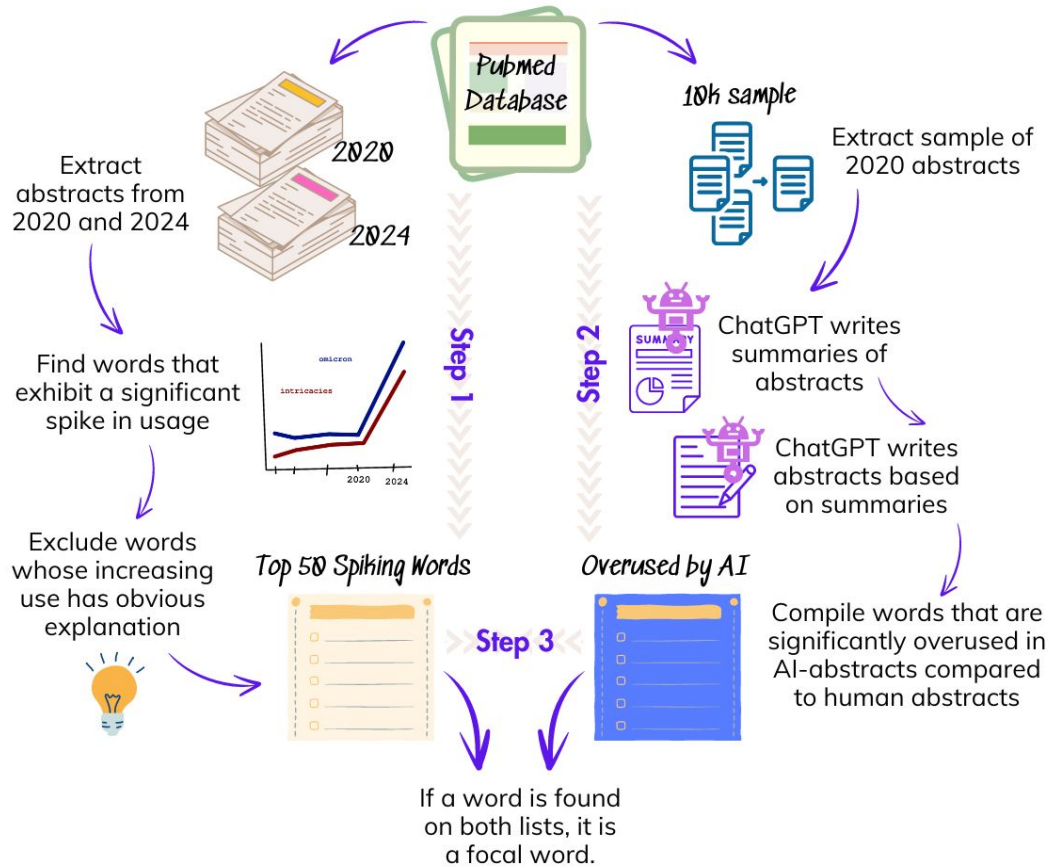 Pubmed
Database
2020
2024
Extract
abstracts from
2020 and 2024
Find words that
exhibit a significant
spike in usage
omicron
intricacies
2020 2024
Exclude words
whose increasing
use has obvious
explanation
Top 50 Spiking Words
Step 1
10k sample
Extract sample of
2020 abstracts
Step 2
SUMMARY
ChatGPT writes
summaries of
abstracts
ChatGPT writes
abstracts based
on summaries
Compile words that are
significantly overused in
AI-abstracts compared
to human abstracts
Overused by AI
Step 3
If a word is found
on both lists, it is
a focal word.